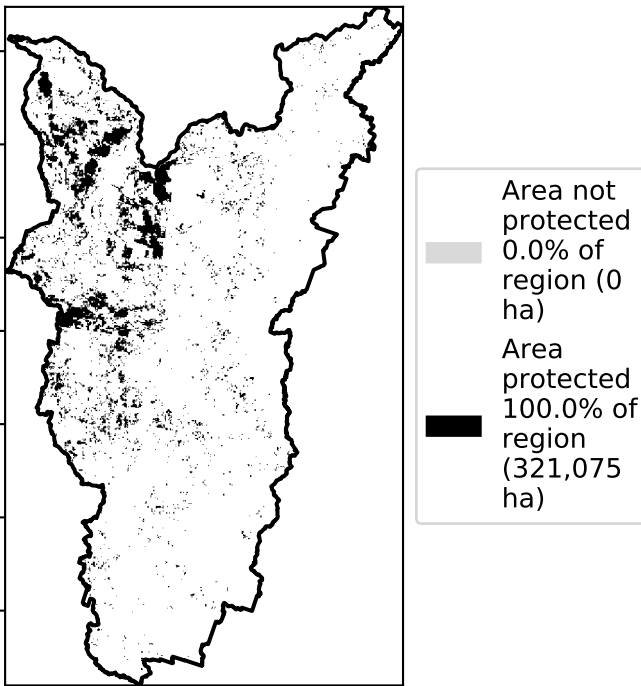 Area not
protected
0.0% of
region (0
ha)
Area
protected
100.0% of
region
(321,075
ha)